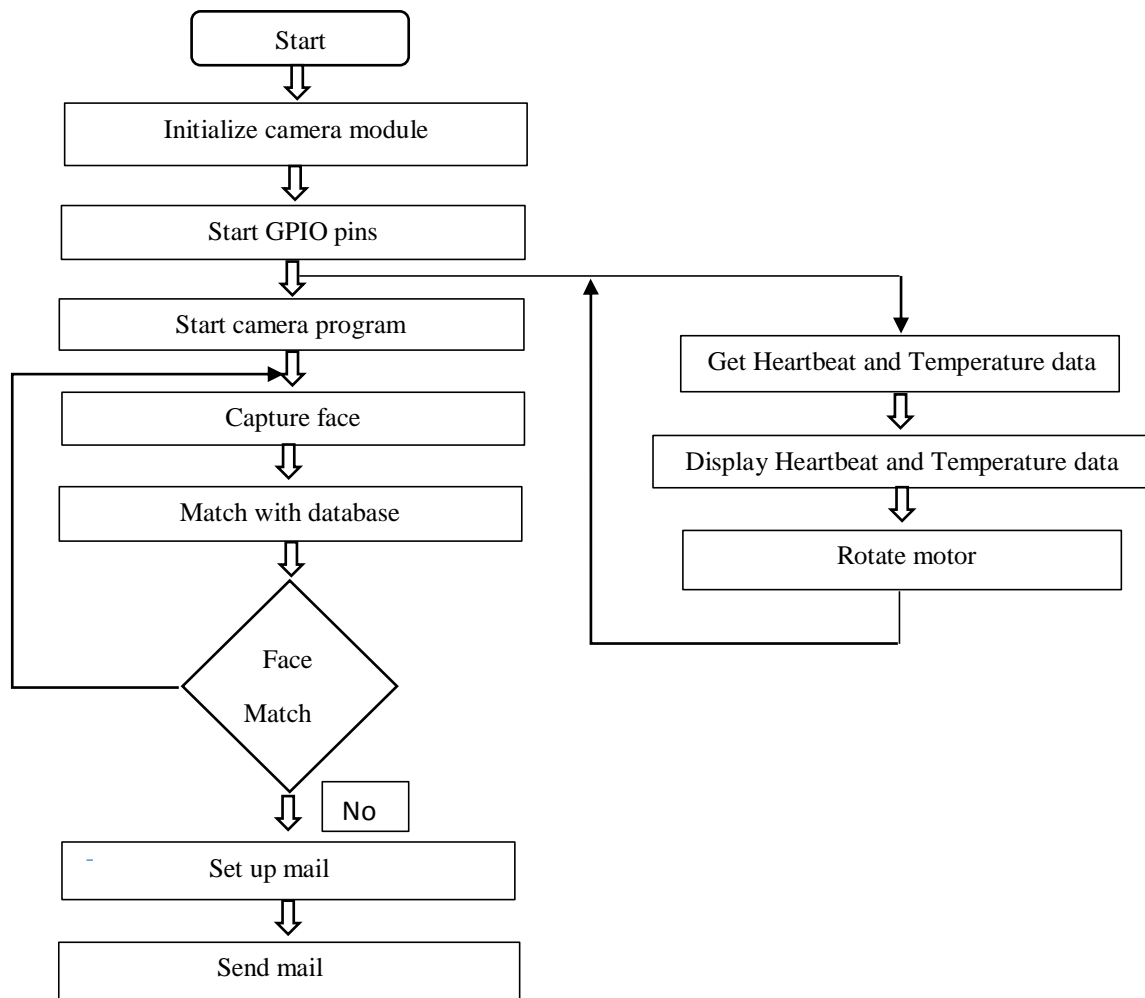 Start
Initialize camera module
Start GPIO pins
Start camera program
Capture face
Match with database
Face
Match
No
Set up mail
Send mail
Get Heartbeat and Temperature data
Display Heartbeat and Temperature data
Rotate motor